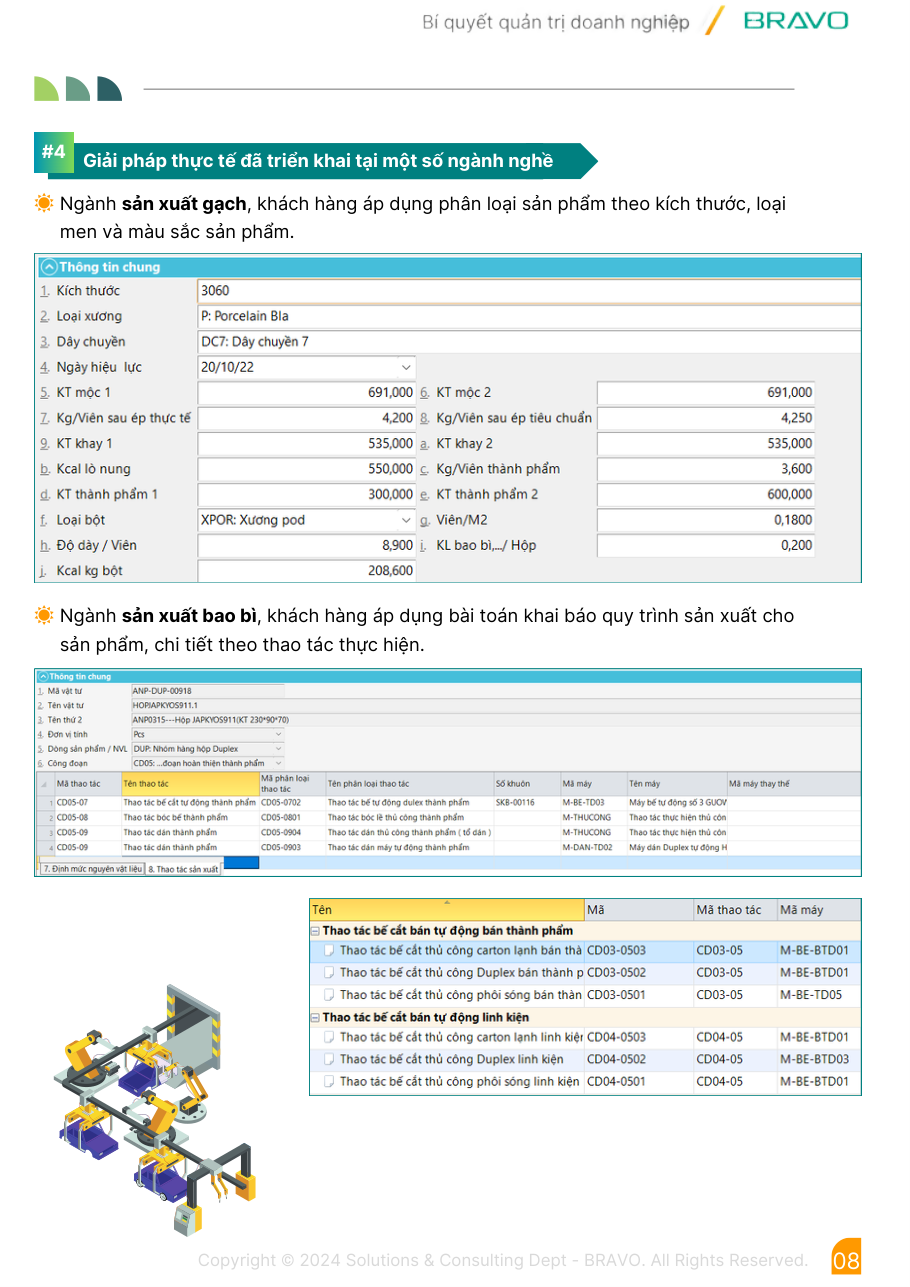 Bí quyết quản trị doanh nghiệp / BRAVO
#4 Giải pháp thực tế đã triển khai tại một số ngành nghề
Ngành sản xuất gạch, khách hàng áp dụng phân loại sản phẩm theo kích thước, loại
men và màu sắc sản phẩm.
Thông tin chung
1. Kích thước 3060
2. Loại xương P: Porcelain Bla
3. Dây chuyền DC7: Dây chuyền 7
4. Ngày hiệu lực 20/10/22
5. KT mộc 1 691,000 6. KT mộc 2 691,000
7. Kg/Viên sau ép thực tế 4,200 8. Kg/Viên sau ép tiêu chuẩn 4,250
9. KT khay 1 535,000 a. KT khay 2 535,000
b. Kcal lò nung 550,000 c. Kg/Viên thành phẩm 3,600
d. KT thành phẩm 1 300,000 e. KT thành phẩm 2 600,000
f. Loại bột XPOR: Xương pod g. Viên/M2 0,1800
h. Độ dày / Viên 8,900 i. KL bao bì,../ Hộp 0,200
j. Kcal kg bột 208,600
Ngành sản xuất bao bì, khách hàng áp dụng bài toán khai báo quy trình sản xuất cho
sản phẩm, chi tiết theo thao tác thực hiện.
Thông tin chung
1. Mã vật tư ANP-DUP-00918
2. Tên vật tư HOPJAPKYOS911.1
3. Tên thứ 2 ANP0315---Hộp JAPKYOS911(KT 230*90*70)
4. Đơn vị tính Pcs
5. Dòng sản phẩm / NVL DUP: Nhóm hàng hộp Duplex
6. Công đoạn CD05: ...đoạn hoàn thiện thành phẩm
Mã thao tác Tên thao tác Mã phân loại thao tác Tên phân loại thao tác Số khuôn Mã máy Tên máy Mã máy thay thế
1 CD05-07 Thao tác bế cắt tự động thành phẩm CD05-0702 Thao tác bế tự động dulex thành phẩm SKB-00116 M-BE-TD03 Máy bế tự động số 3 GUOV
2 CD05-08 Thao tác bóc bế thành phẩm CD05-0801 Thao tác bóc lề thủ công thành phẩm M-THUCONG Thao tác thực hiện thủ côn
3 CD05-09 Thao tác dán thành phẩm CD05-0904 Thao tác dán thủ công thành phẩm ( tổ dán ) M-THUCONG Thao tác thực hiện thủ côn
4 CD05-09 Thao tác dán thành phẩm CD05-0903 Thao tác dán máy tự động thành phẩm M-DAN-TD02 Máy dán Duplex tự động H
7. Định mức nguyên vật liệu 8. Thao tác sản xuất
Tên Mã Mã thao tác Mã máy
Thao tác bế cắt bán tự động bán thành phẩm
Thao tác bế cắt thủ công carton lạnh bán thà CD03-0503 CD03-05 M-BE-BTD01
Thao tác bế cắt thủ công Duplex bán thành p CD03-0502 CD03-05 M-BE-BTD01
Thao tác bế cắt thủ công phôi sóng bán thàn CD03-0501 CD03-05 M-BE-TD05
Thao tác bế cắt bán tự động linh kiện
Thao tác bế cắt thủ công carton lạnh linh kiệr CD04-0503 CD04-05 M-BE-BTD01
Thao tác bế cắt thủ công Duplex linh kiện CD04-0502 CD04-05 M-BE-BTD03
Thao tác bế cắt thủ công phôi sóng linh kiện CD04-0501 CD04-05 M-BE-BTD01
Copyright © 2024 Solutions & Consulting Dept - BRAVO. All Rights Reserved. 08